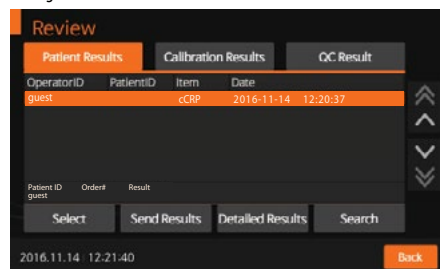 Review
Patient Results Calibration Results QC Result
OperatorID PatientID Item Date
guest cCRP 2016-11-14 12:20:37
Patient ID Order# Result
guest
Select Send Results Detailed Results Search
2016.11.14 12:21:40 Back